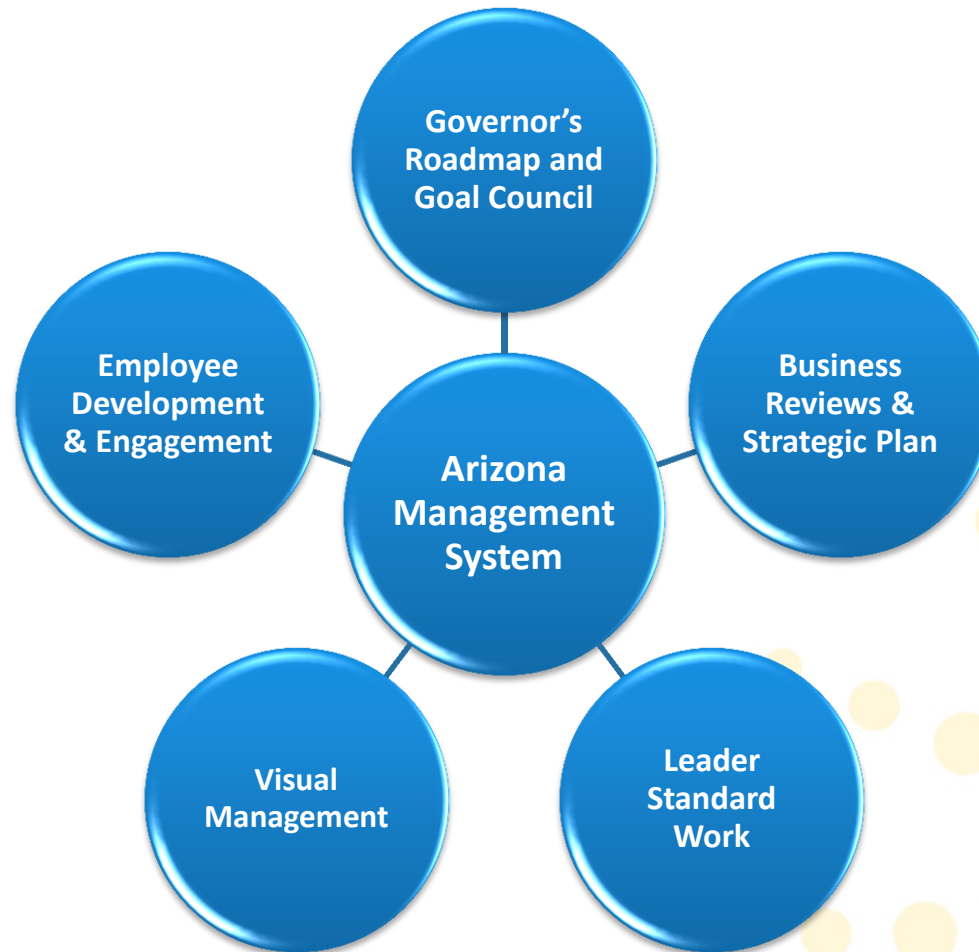 Governor’s
Roadmap and
Goal Council
Employee
Development
& Engagement
Business
Reviews &
Strategic Plan
Arizona
Management
System
Visual
Management
Leader
Standard
Work